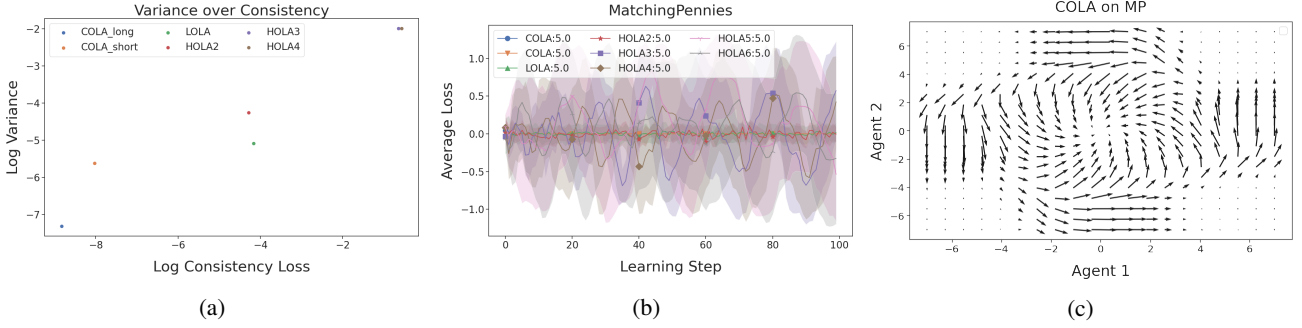 Variance over Consistency
COLA_long LOLA HOLA3
COLA_short HOLA2 HOLA4
Log Variance
−2
−3
−4
−5
−6
−7
−8 −6 −4 −2
Log Consistency Loss
(a)
MatchingPennies
COLA:5.0 HOLA2:5.0 HOLA5:5.0
COLA:5.0 HOLA3:5.0 HOLA6:5.0
LOLA:5.0 HOLA4:5.0
Average Loss
1.0
0.5
0.0
−0.5
−1.0
0 20 40 60 80 100
Learning Step
(b)
COLA on MP
Agent 2
6
4
2
0
−2
−4
−6
−6 −4 −2 0 2 4 6
Agent 1
(c)